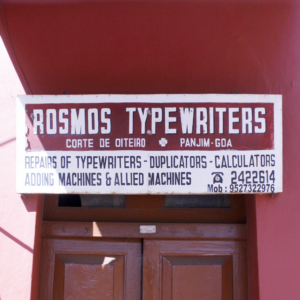 ROSMOS TYPEWRITERS
CORTE DE OITEIRO ✤ PANJIM-GOA
REPAIRS OF TYPEWRITERS - DUPLICATORS - CALCULATORS
ADDING MACHINES & ALLIED MACHINES ☎ 2422614
Mob : 9527322976